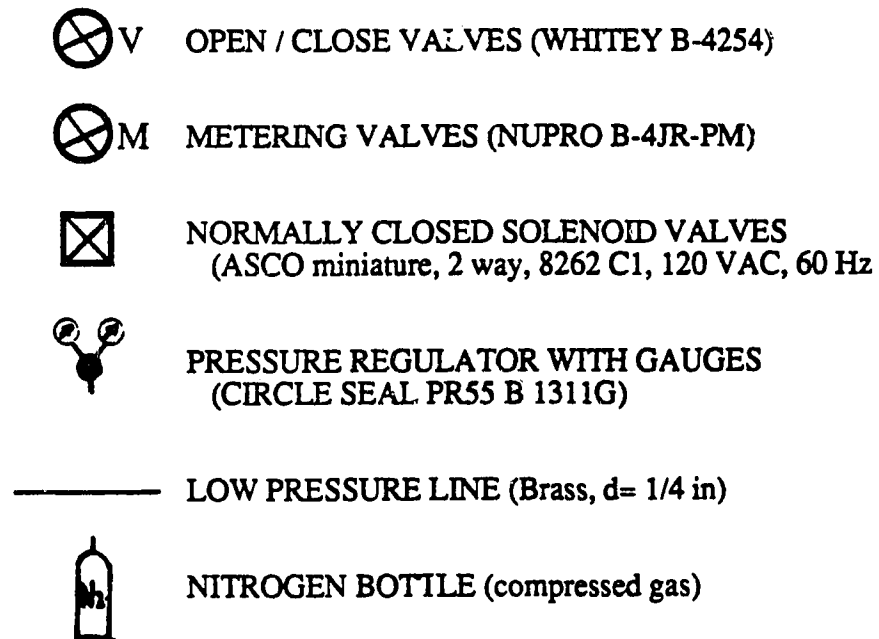 V OPEN / CLOSE VALVES (WHITEY B-4254)
M METERING VALVES (NUPRO B-4JR-PM)
NORMALLY CLOSED SOLENOID VALVES
(ASCO miniature, 2 way, 8262 C1, 120 VAC, 60 Hz
PRESSURE REGULATOR WITH GAUGES
(CIRCLE SEAL PR55 B 1311G)
LOW PRESSURE LINE (Brass, d= 1/4 in)
N2 NITROGEN BOTTLE (compressed gas)